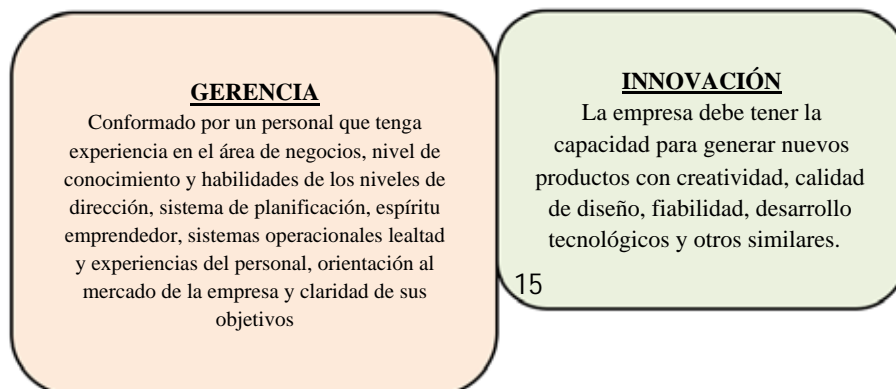 GERENCIA
Conformado por un personal que tenga
experiencia en el área de negocios, nivel de
conocimiento y habilidades de los niveles de
dirección, sistema de planificación, espíritu
emprendedor, sistemas operacionales lealtad
y experiencias del personal, orientación al
mercado de la empresa y claridad de sus
objetivos
INNOVACIÓN
La empresa debe tener la
capacidad para generar nuevos
productos con creatividad, calidad
de diseño, fiabilidad, desarrollo
tecnológicos y otros similares.
15